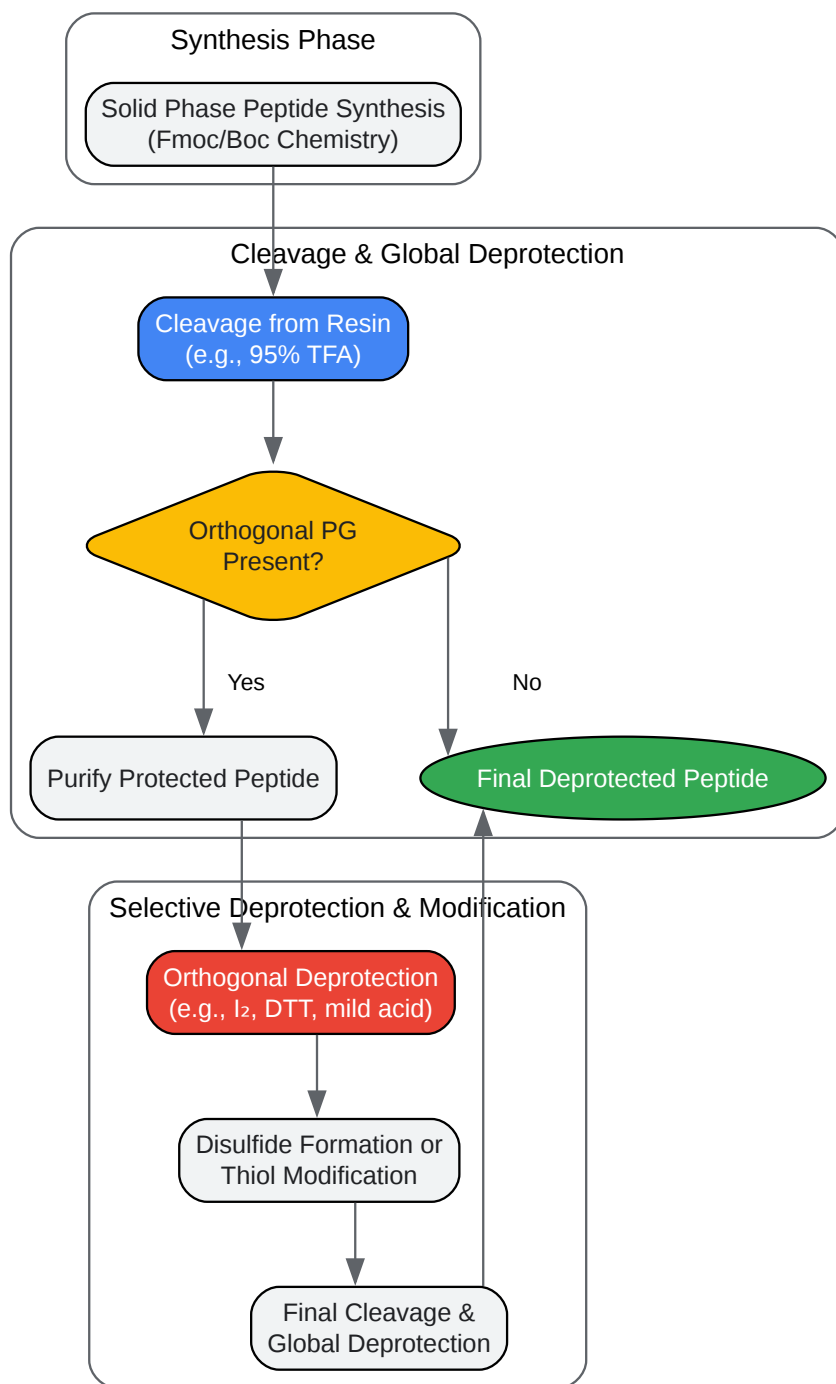 Synthesis Phase
Solid Phase Peptide Synthesis
(Fmoc/Boc Chemistry)
Cleavage & Global Deprotection
Cleavage from Resin
(e.g., 95% TFA)
Orthogonal PG
Present?
Yes
No
Purify Protected Peptide
Final Deprotected Peptide
Selective Deprotection & Modification
Orthogonal Deprotection
(e.g., I₂, DTT, mild acid)
Disulfide Formation or
Thiol Modification
Final Cleavage &
Global Deprotection